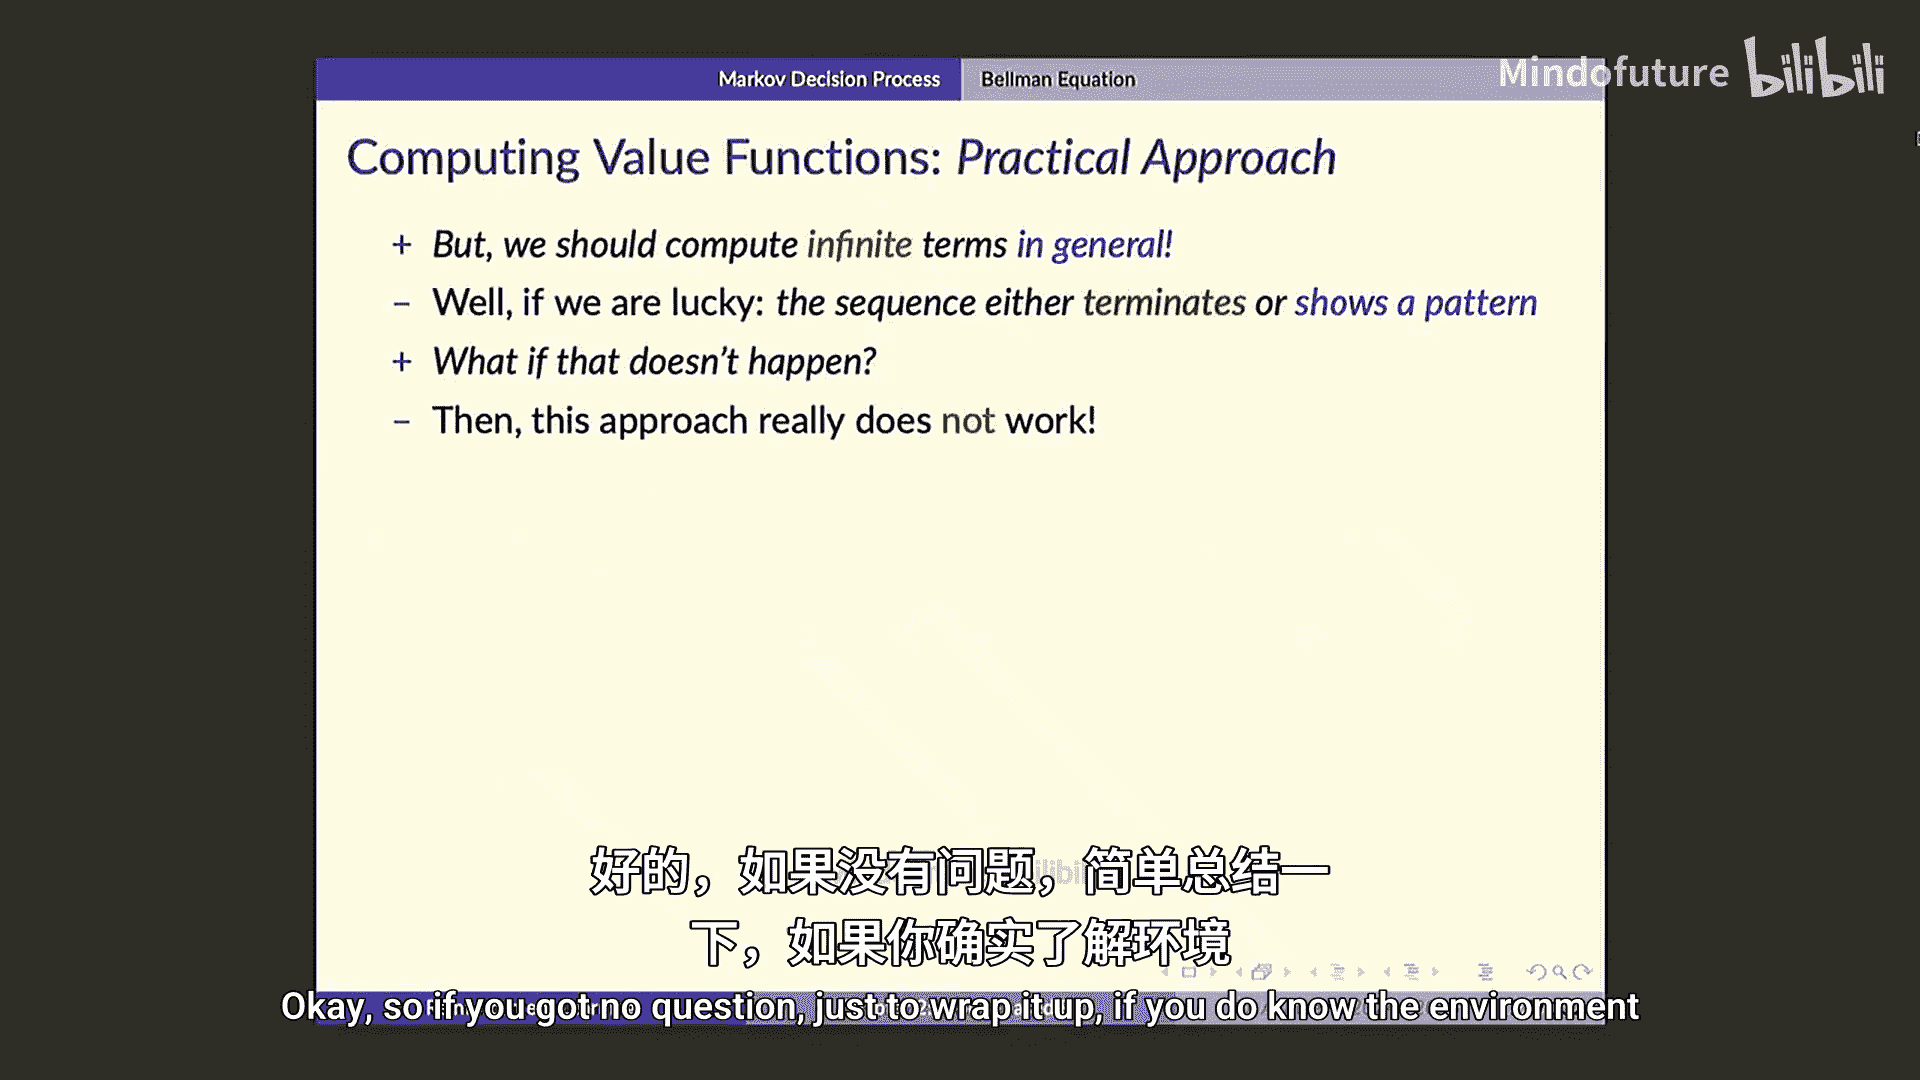 Markov Decision Process
Bellman Equation
Mindofuture bilibili
Computing Value Functions: Practical Approach
+ But, we should compute infinite terms in general!
– Well, if we are lucky: the sequence either terminates or shows a pattern
+ What if that doesn't happen?
– Then, this approach really does not work!
好的，如果没有问题，简单总结一
下，如果你确实了解环境
Okay, so if you got no question, just to wrap it up, if you do know the environment